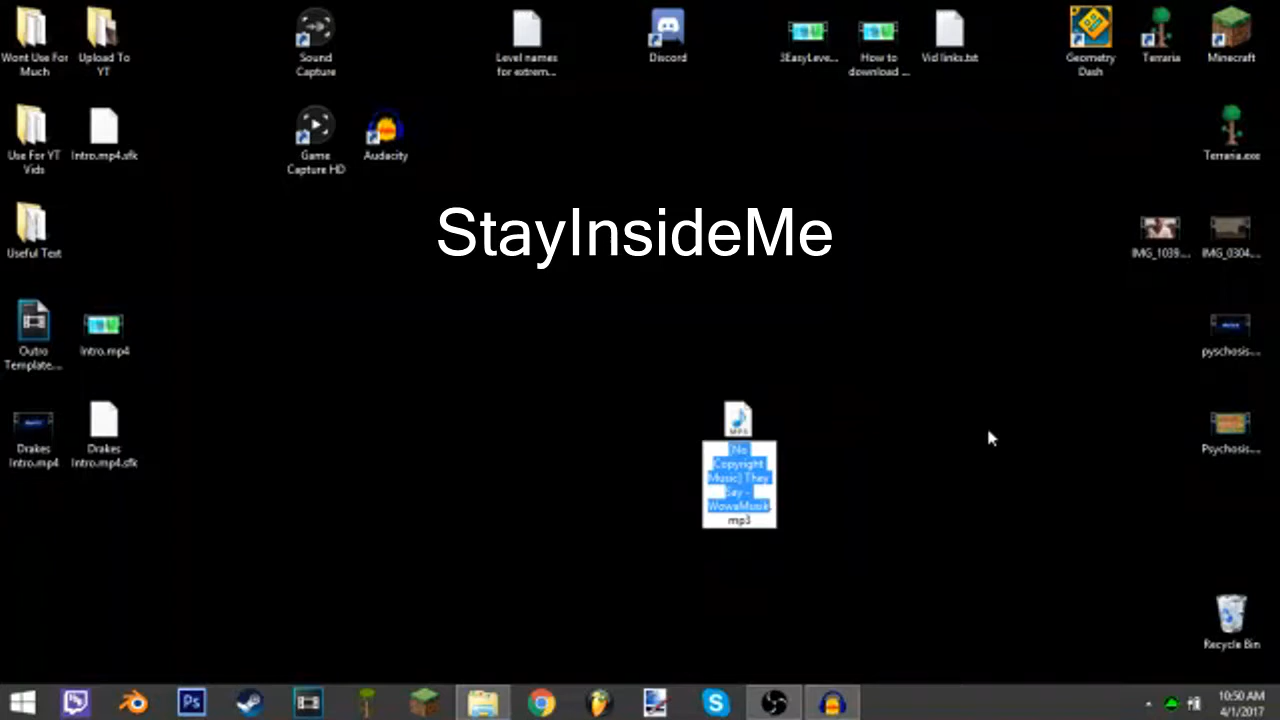 Wont Use For
Much
Upload To
YT
Sound
Capture
Level names
for extrem...
Discord
3EasyLeve...
How to
download ...
Vid links.txt
Geometry
Dash
Terraria
Minecraft
Use For YT
Vids
Intro.mp4.sfk
Game
Capture HD
Audacity
Terraria.exe
StayInsideMe
Useful Text
IMG_1039....
IMG_0304....
Outro
Template....
Intro.mp4
pyschosis...
MP3
Drakes
Intro.mp4
Drakes
Intro.mp4.sfk
Psychosis...
[No
Copyright
Music] They
Say -
WowaMusik.
mp3
Recycle Bin
Ps
10:50 AM
4/1/2017